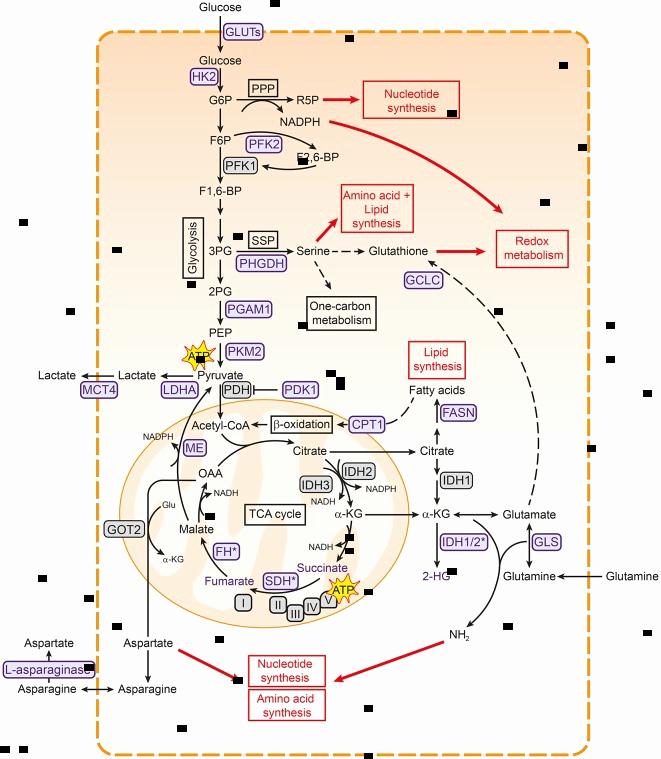 Glucose
GLUTs
Glucose
HK2
G6P
PPP
R5P
Nucleotide
synthesis
NADPH
F6P
PFK2
F2,6-BP
PFK1
F1,6-BP
Amino acid +
Lipid
synthesis
Glycolysis
SSP
3PG
Serine
Glutathione
Redox
metabolism
PHGDH
GCLC
2PG
PGAM1
One-carbon
metabolism
PEP
ATP
PKM2
Lipid
synthesis
Lactate
Lactate
Pyruvate
MCT4
LDHA
PDH
PDK1
Fatty acids
FASN
Acetyl-CoA
β-oxidation
CPT1
NADPH
ME
Citrate
Citrate
OAA
IDH2
IDH3
IDH1
NADPH
NADH
NADH
Glu
TCA cycle
α-KG
α-KG
Glutamate
GOT2
Malate
FH*
NADH
IDH1/2*
GLS
α-KG
Succinate
Fumarate
SDH*
2-HG
Glutamine
Glutamine
ATP
I
II
III
IV
V
NH2
Aspartate
Aspartate
Nucleotide
synthesis
L-asparaginase
Asparagine
Asparagine
Amino acid
synthesis